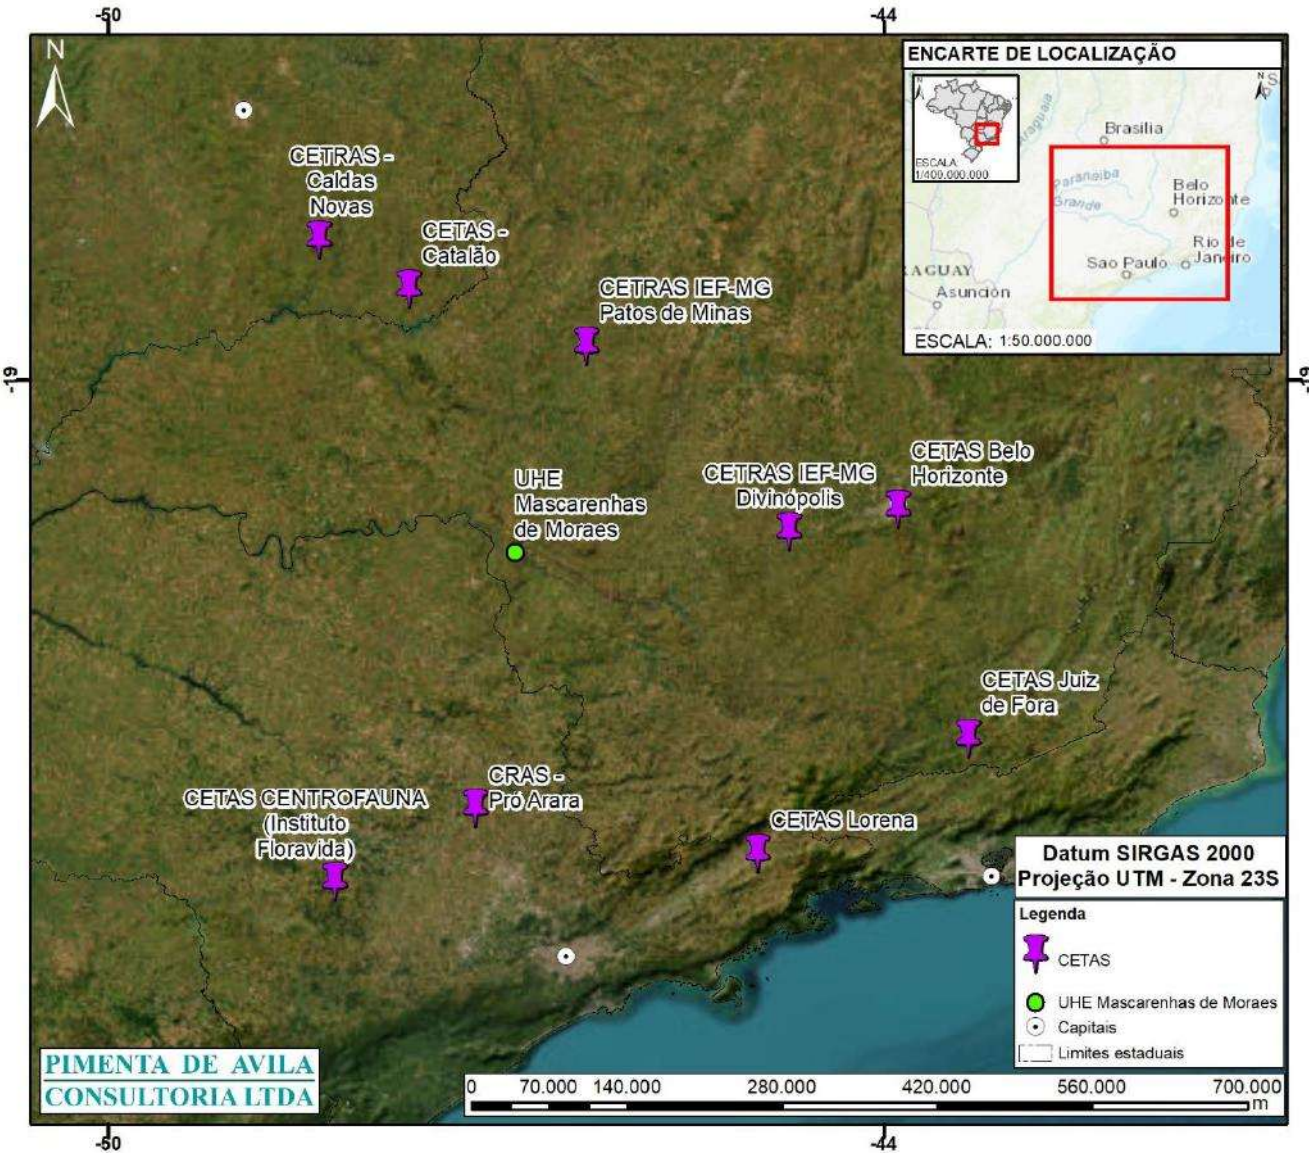 -50
-44
N
ENCARTE DE LOCALIZAÇÃO
N
N
ESCALA:
1/400.000.000
Araguaia
Brasília
Paranaíba
Grande
Belo
Horizonte
Rio de
Janeiro
Sao Paulo
RAGUAY
Asunción
ESCALA: 1:50.000.000
CETRAS -
Caldas
Novas
CETAS -
Catalão
CETRAS IEF-MG
Patos de Minas
-19
-19
CETAS Belo
Horizonte
CETRAS IEF-MG
Divinópolis
UHE
Mascarenhas
de Moraes
CETAS Juiz
de Fora
CRAS -
Pró Arara
CETAS CENTROFAUNA
(Instituto
Floravida)
CETAS Lorena
Datum SIRGAS 2000
Projeção UTM - Zona 23S
Legenda
CETAS
UHE Mascarenhas de Moraes
Capitais
Limites estaduais
PIMENTA DE AVILA
CONSULTORIA LTDA
0 70.000 140.000 280.000 420.000 560.000 700.000
m
-50
-44